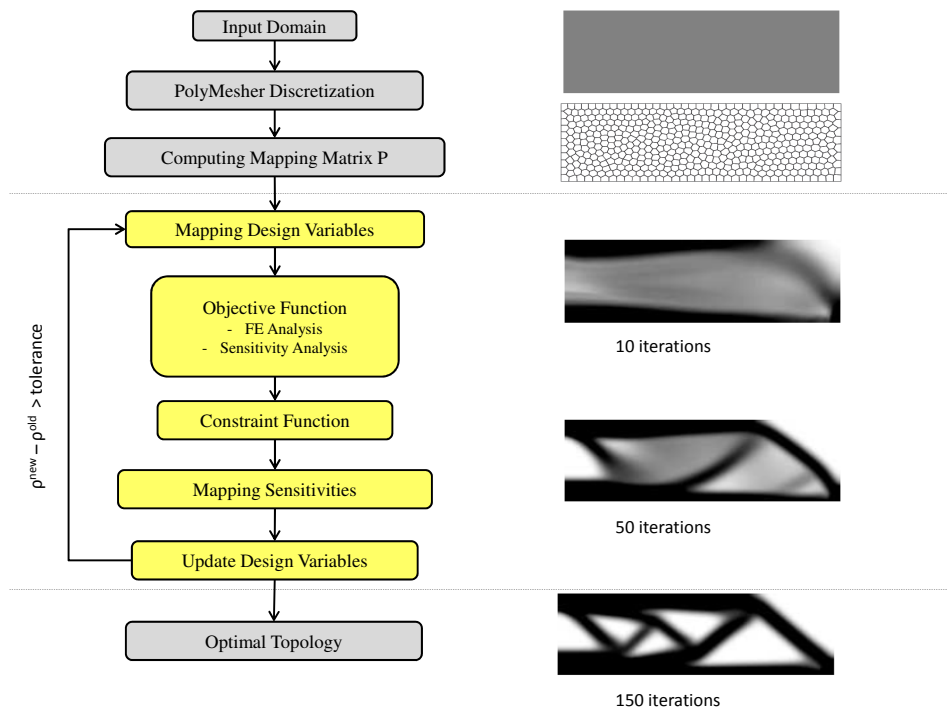 Input Domain
PolyMesher Discretization
Computing Mapping Matrix P
Mapping Design Variables
Objective Function
- FE Analysis
- Sensitivity Analysis
Constraint Function
Mapping Sensitivities
Update Design Variables
Optimal Topology
ρnew – ρold > tolerance
10 iterations
50 iterations
150 iterations